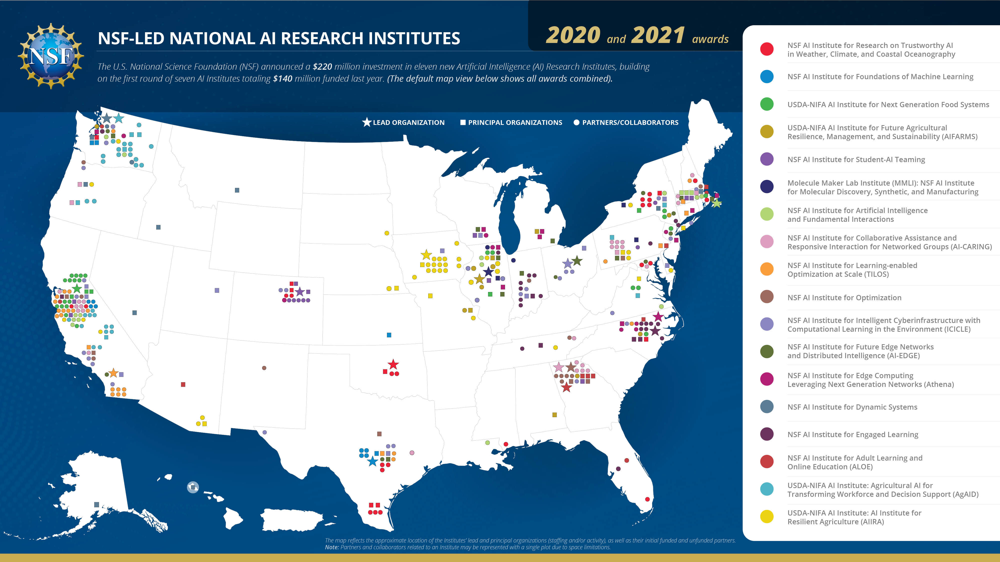 NSF
NSF-LED NATIONAL AI RESEARCH INSTITUTES
2020 and 2021 awards
The U.S. National Science Foundation (NSF) announced a $220 million investment in eleven new Artificial Intelligence (AI) Research Institutes, building
on the first round of seven AI Institutes totaling $140 million funded last year. (The default map view below shows all awards combined).
LEAD ORGANIZATION
PRINCIPAL ORGANIZATIONS
PARTNERS/COLLABORATORS
NSF AI Institute for Research on Trustworthy AI
in Weather, Climate, and Coastal Oceanography
NSF AI Institute for Foundations of Machine Learning
USDA-NIFA AI Institute for Next Generation Food Systems
USDA-NIFA AI Institute for Future Agricultural
Resilience, Management, and Sustainability (AIFARMS)
NSF AI Institute for Student-AI Teaming
Molecule Maker Lab Institute (MMLI): NSF AI Institute
for Molecular Discovery, Synthetic, and Manufacturing
NSF AI Institute for Artificial Intelligence
and Fundamental Interactions
NSF AI Institute for Collaborative Assistance and
Responsive Interaction for Networked Groups (AI-CARING)
NSF AI Institute for Learning-enabled
Optimization at Scale (TILOS)
NSF AI Institute for Optimization
NSF AI Institute for Intelligent Cyberinfrastructure with
Computational Learning in the Environment (ICICLE)
NSF AI Institute for Future Edge Networks
and Distributed Intelligence (AI-EDGE)
NSF AI Institute for Edge Computing
Leveraging Next Generation Networks (Athena)
NSF AI Institute for Dynamic Systems
NSF AI Institute for Engaged Learning
NSF AI Institute for Adult Learning and
Online Education (ALOE)
USDA-NIFA AI Institute: Agricultural AI for
Transforming Workforce and Decision Support (AgAID)
USDA-NIFA AI Institute: AI Institute for
Resilient Agriculture (AIIRA)
The map reflects the approximate location of the Institutes' lead and principal organizations (staffing and/or activity), as well as their initial funded and unfunded partners.
Note: Partners and collaborators related to an Institute may be represented with a single plot due to space limitations.